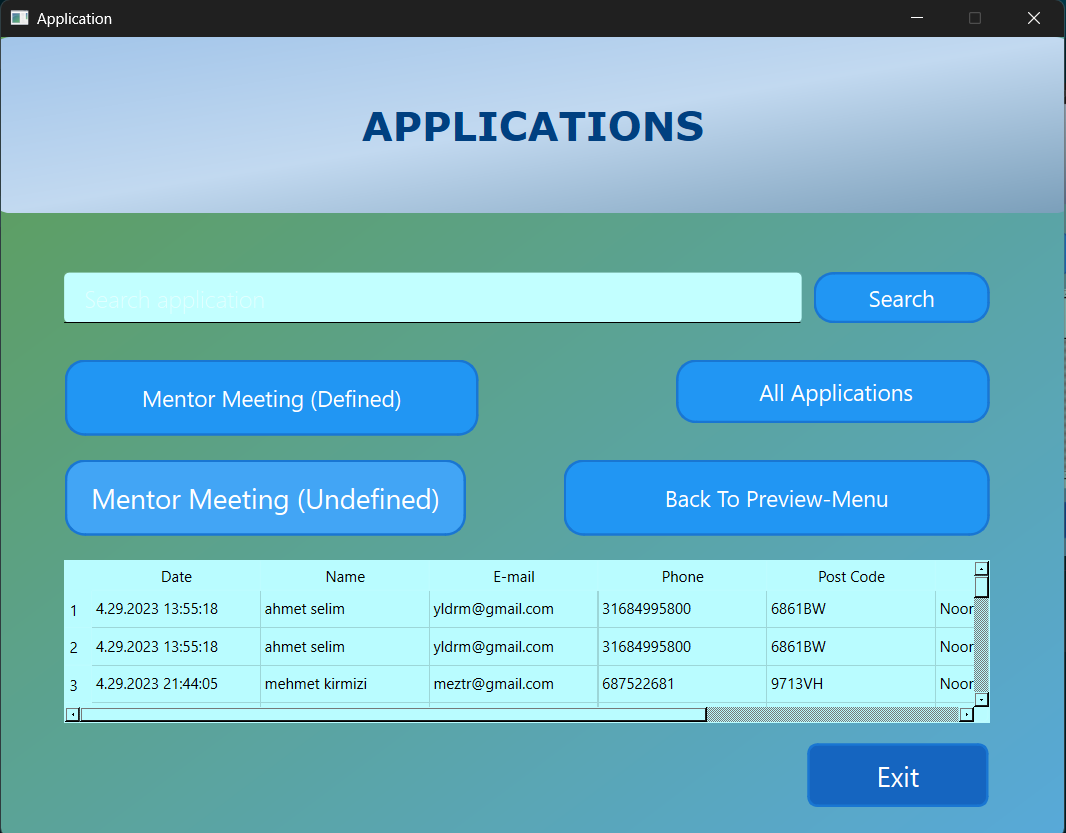 Application
APPLICATIONS
Search application
Search
Mentor Meeting (Defined)
All Applications
Mentor Meeting (Undefined)
Back To Preview-Menu
Date Name E-mail Phone Post Code
1 4.29.2023 13:55:18 ahmet selim yldrm@gmail.com 31684995800 6861BW Noor
2 4.29.2023 13:55:18 ahmet selim yldrm@gmail.com 31684995800 6861BW Noor
3 4.29.2023 21:44:05 mehmet kirmizi meztr@gmail.com 687522681 9713VH Noor
Exit